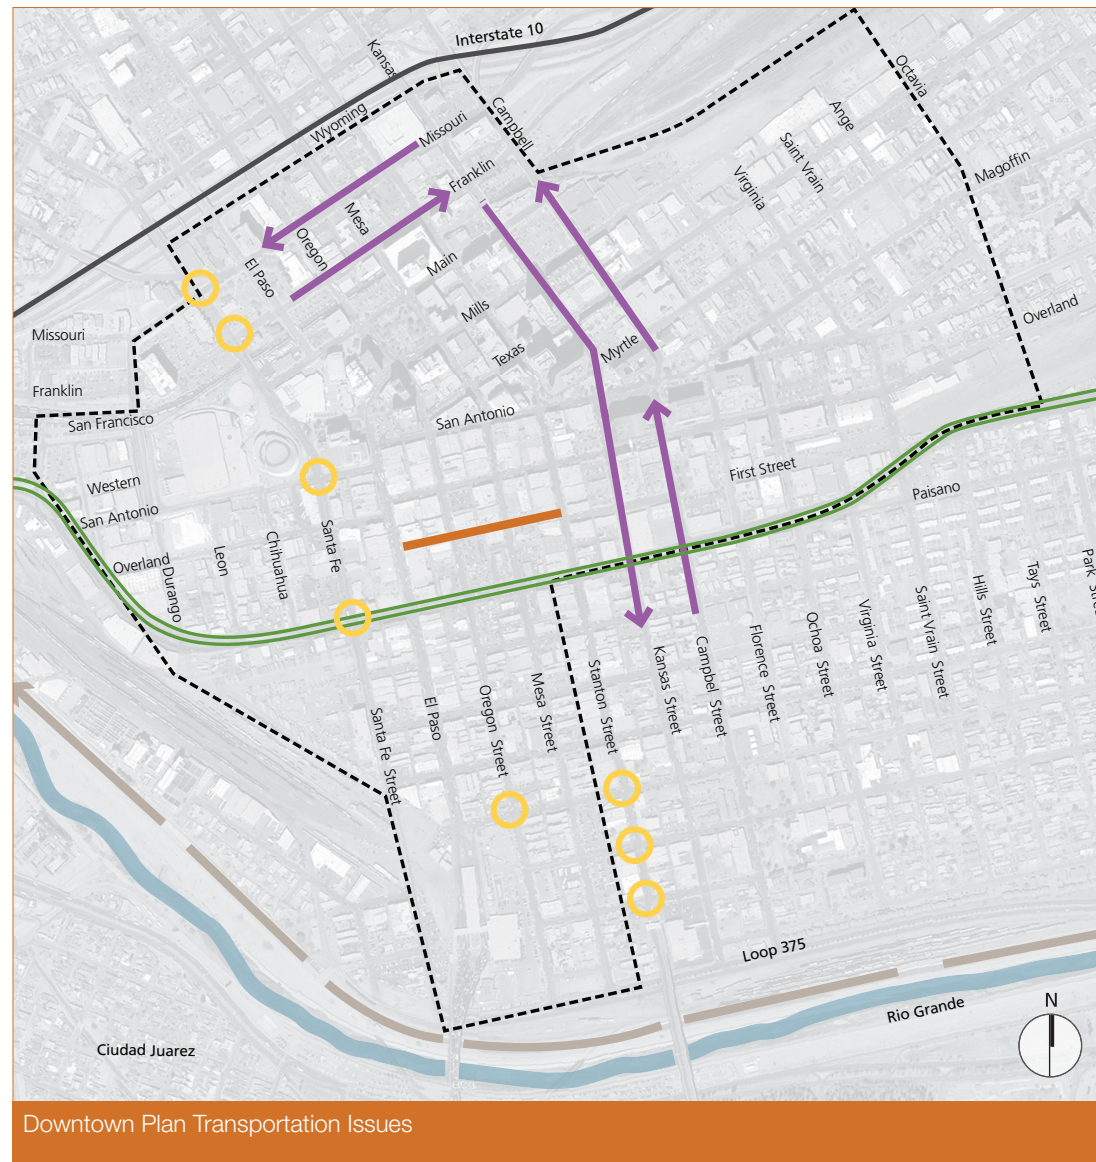 Interstate 10
Kansas
Wyoming
Campbell
Missouri
Franklin
Octavia
Ange
Saint Vrain
Virginia
Magoffin
Mesa
Oregon
El Paso
Main
Mills
Texas
Myrtle
Overland
Missouri
Franklin
San Francisco
San Antonio
Western
San Antonio
First Street
Paisano
Overland
Durango
Leon
Chihuahua
Santa Fe
Park
Tays Street
Hills Street
Saint Vrain Street
Virginia Street
Ochoa Street
Florence Street
Campbel Street
Kansas Street
Stanton Street
Mesa Street
Oregon Street
El Paso
Santa Fe Street
Loop 375
Rio Grande
Ciudad Juarez
N
Downtown Plan Transportation Issues